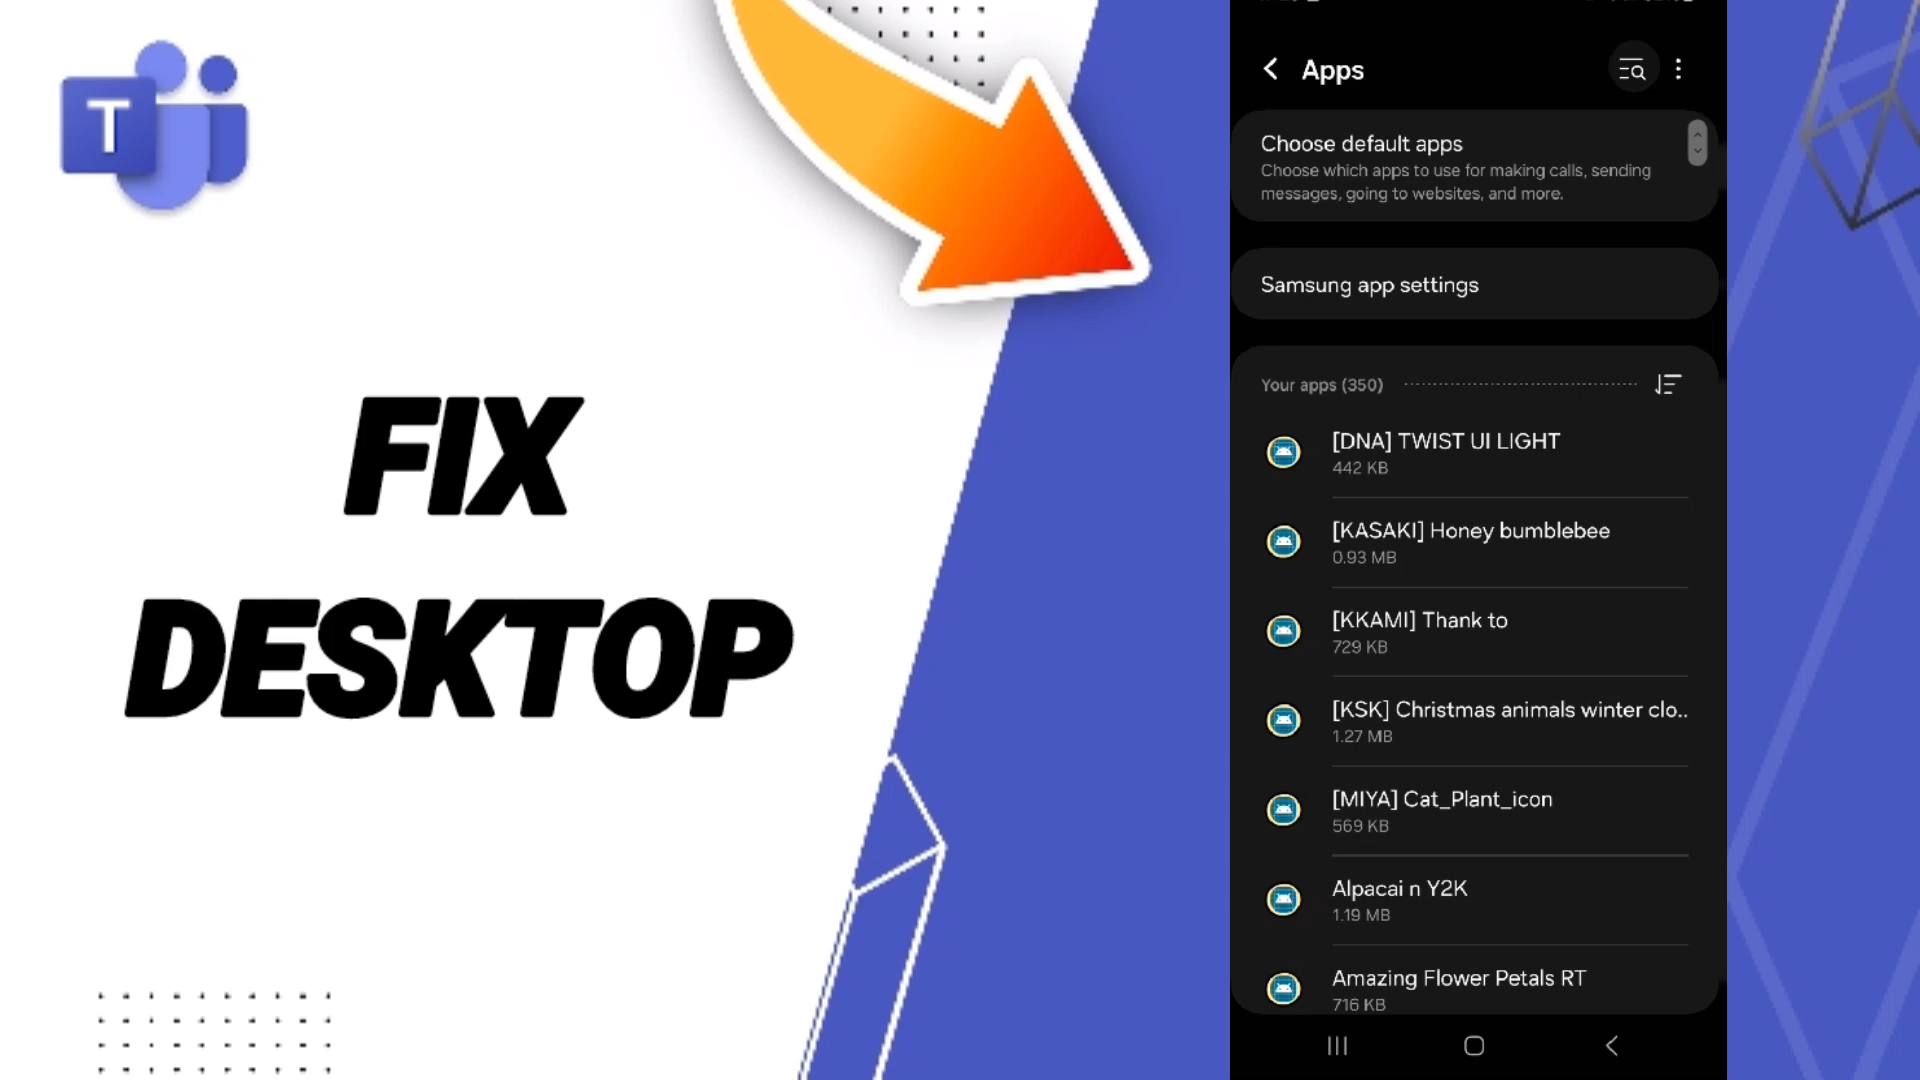 T
FIX
DESKTOP
Apps
Choose default apps
Choose which apps to use for making calls, sending
messages, going to websites, and more.
Samsung app settings
Your apps (350)
[DNA] TWIST UI LIGHT
442 KB
[KASAKI] Honey bumblebee
0.93 MB
[KKAMI] Thank to
729 KB
[KSK] Christmas animals winter clo..
1.27 MB
[MIYA] Cat_Plant_icon
569 KB
Alpacai n Y2K
1.19 MB
Amazing Flower Petals RT
716 KB